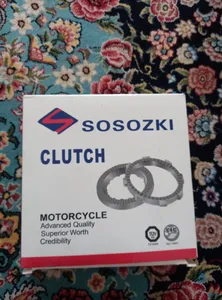 SOSOZKI
CLUTCH
MOTORCYCLE
Advanced Quality
Superior Worth
Credibility